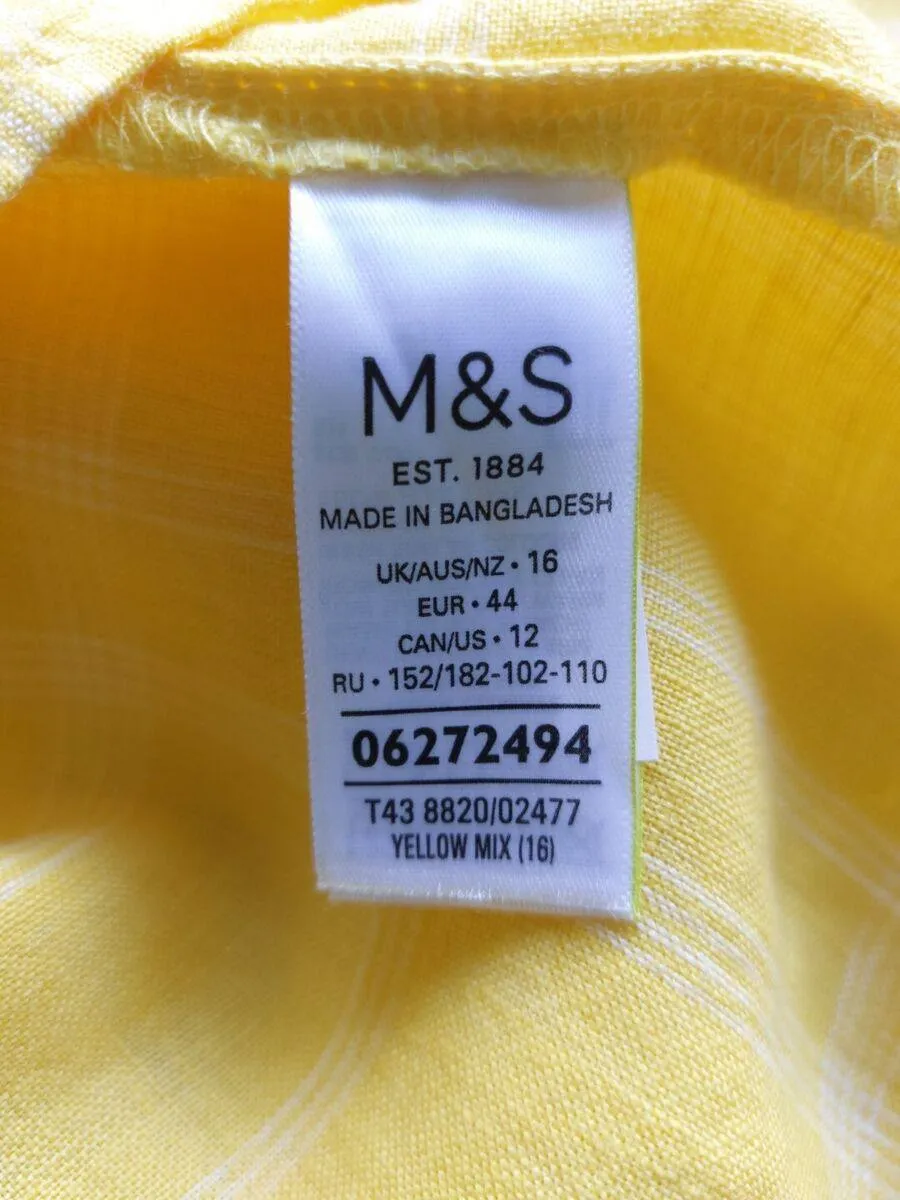 M&S
EST. 1884
MADE IN BANGLADESH
UK/AUS/NZ • 16
EUR • 44
CAN/US • 12
RU • 152/182-102-110
06272494
T43 8820/02477
YELLOW MIX (16)